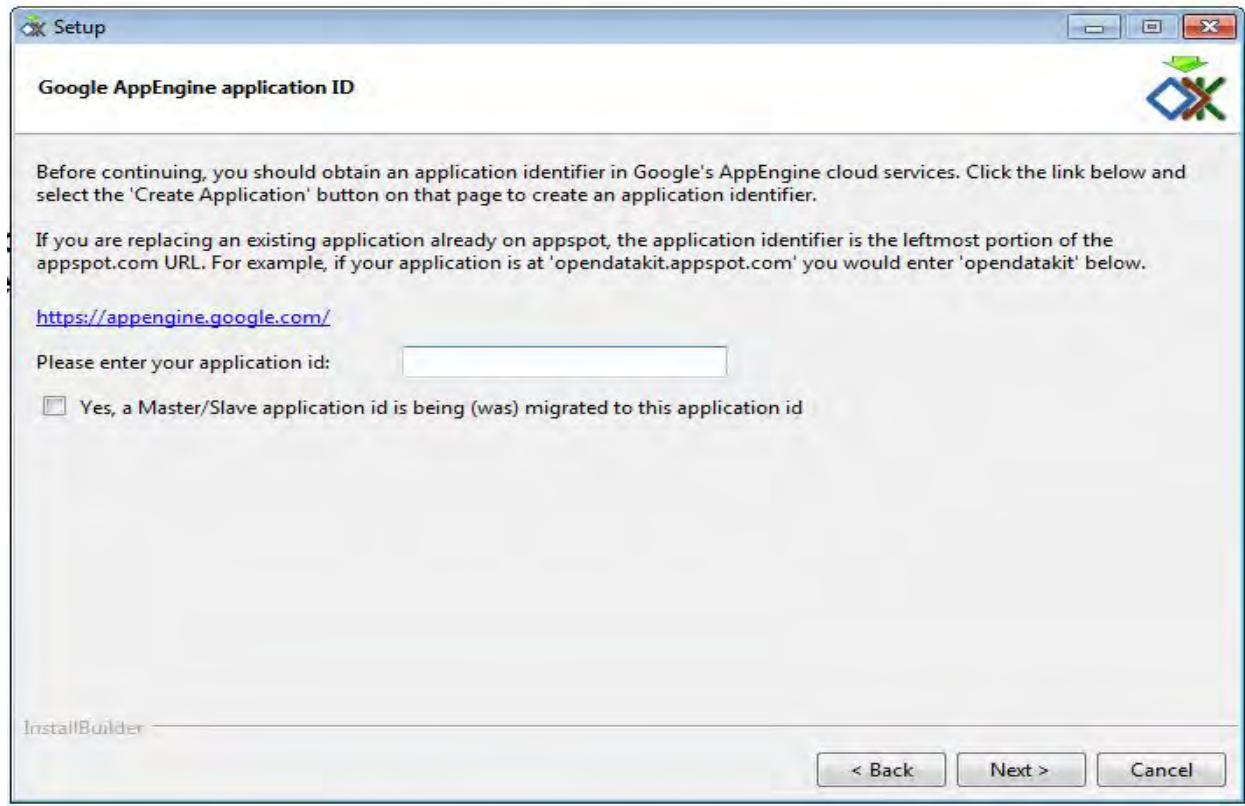 Setup
Google AppEngine application ID
Before continuing, you should obtain an application identifier in Google's AppEngine cloud services. Click the link below and
select the 'Create Application' button on that page to create an application identifier.
If you are replacing an existing application already on appspot, the application identifier is the leftmost portion of the
appspot.com URL. For example, if your application is at 'opendatakit.appspot.com' you would enter 'opendatakit' below.
https://appengine.google.com/
Please enter your application id:
Yes, a Master/Slave application id is being (was) migrated to this application id
InstallBuilder
< Back Next > Cancel